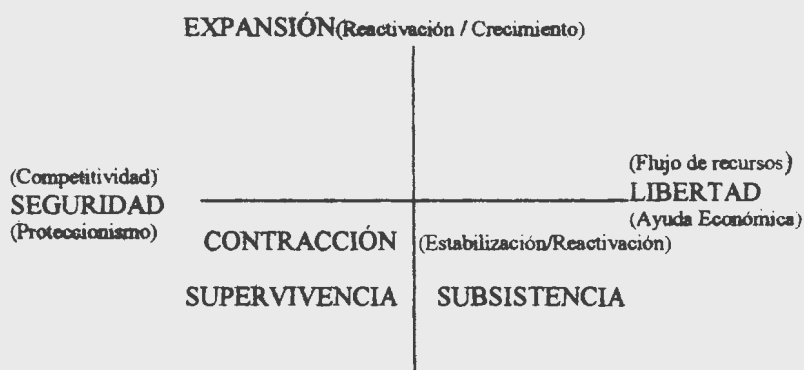 EXPANSIÓN(Reactivación / Crecimiento)
(Competitividad)
SEGURIDAD
(Proteccionismo)
(Flujo de recursos)
LIBERTAD
(Ayuda Económica)
CONTRACCIÓN (Estabilización/Reactivación)
SUPERVIVENCIA SUBSISTENCIA